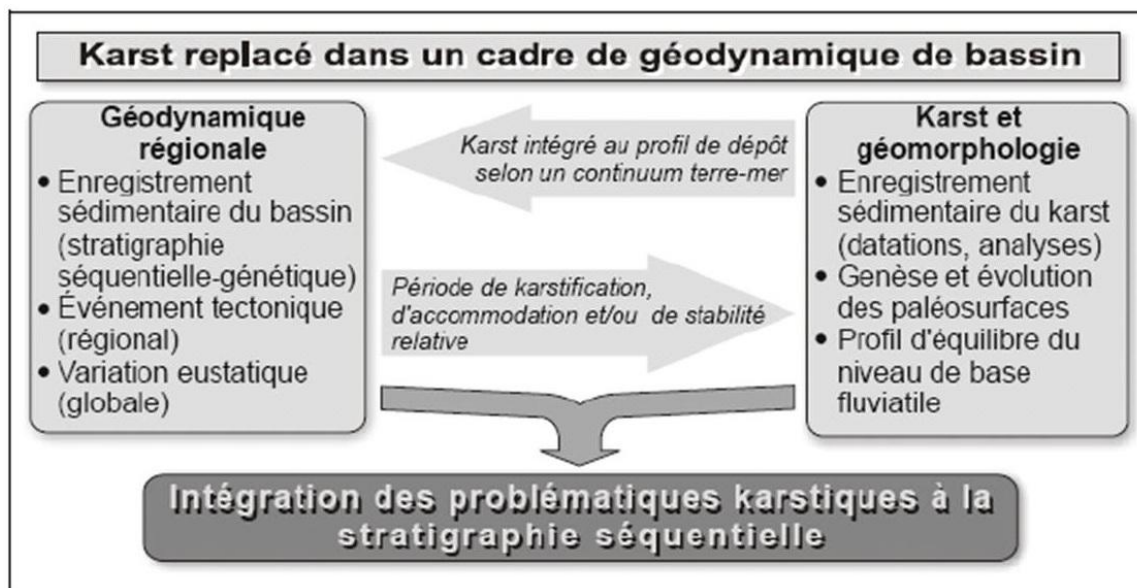 Karst replacé dans un cadre de géodynamique de bassin
Géodynamique
régionale
• Enregistrement
sédimentaire du bassin
(stratigraphie
séquentielle-génétique)
• Événement tectonique
(régional)
• Variation eustatique
(globale)
Karst intégré au profil de dépôt
selon un continuum terre-mer
Période de karstification,
d'accommodation et/ou de stabilité
relative
Karst et
géomorphologie
• Enregistrement
sédimentaire du karst
(datations, analyses)
• Genèse et évolution
des paléosurfaces
• Profil d'équilibre du
niveau de base
fluviatile
Intégration des problématiques karstiques à la
stratigraphie séquentielle